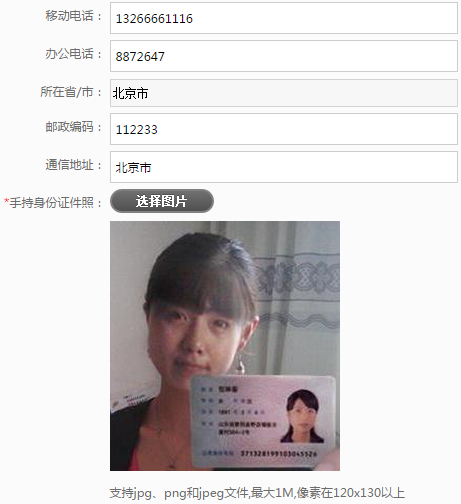 移动电话：
13266661116
办公电话：
8872647
所在省/市：
北京市
邮政编码：
112233
通信地址：
北京市
*手持身份证件照：
选择图片
支持jpg、png和jpeg文件,最大1M,像素在120x130以上